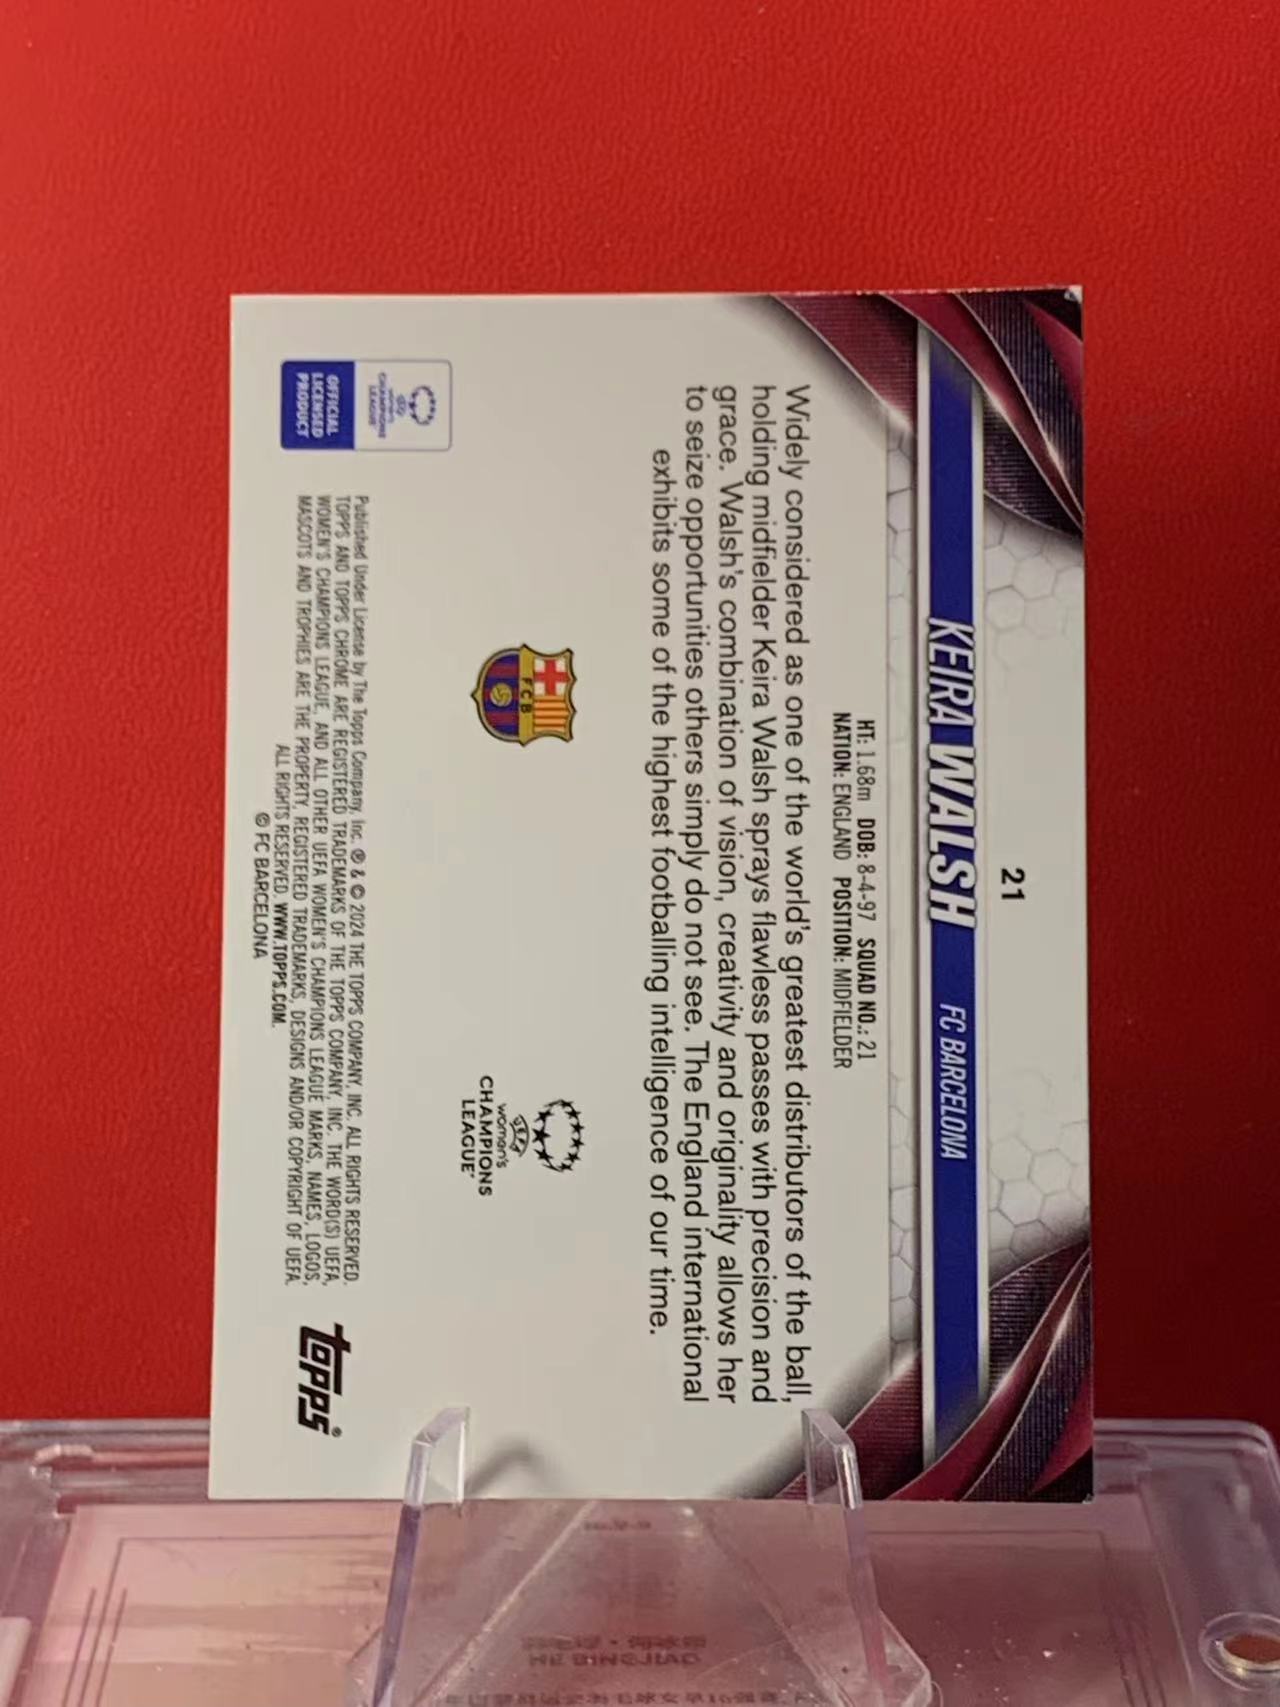 21
KEIRA WALSH FC BARCELONA
HT: 1.68m DOB: 8-4-97 SQUAD NO.: 21
NATION: ENGLAND POSITION: MIDFIELDER
Widely considered as one of the world's greatest distributors of the ball,
holding midfielder Keira Walsh sprays flawless passes with precision and
grace. Walsh's combination of vision, creativity and originality allows her
to seize opportunities others simply do not see. The England international
exhibits some of the highest footballing intelligence of our time.
FCB
UEFA
women's
CHAMPIONS
LEAGUE™
UEFA
women's
CHAMPIONS
LEAGUE™
OFFICIAL
LICENSED
PRODUCT
Published Under License by The Topps Company, Inc. ® & © 2024 THE TOPPS COMPANY, INC. ALL RIGHTS RESERVED.
TOPPS AND TOPPS CHROME ARE REGISTERED TRADEMARKS OF THE TOPPS COMPANY, INC. THE WORD(S) UEFA,
WOMEN'S CHAMPIONS LEAGUE, AND ALL OTHER UEFA WOMEN'S CHAMPIONS LEAGUE MARKS, NAMES, LOGOS,
MASCOTS AND TROPHIES ARE THE PROPERTY, REGISTERED TRADEMARKS, DESIGNS AND/OR COPYRIGHT OF UEFA.
ALL RIGHTS RESERVED. WWW.TOPPS.COM.
© FC BARCELONA
topps®